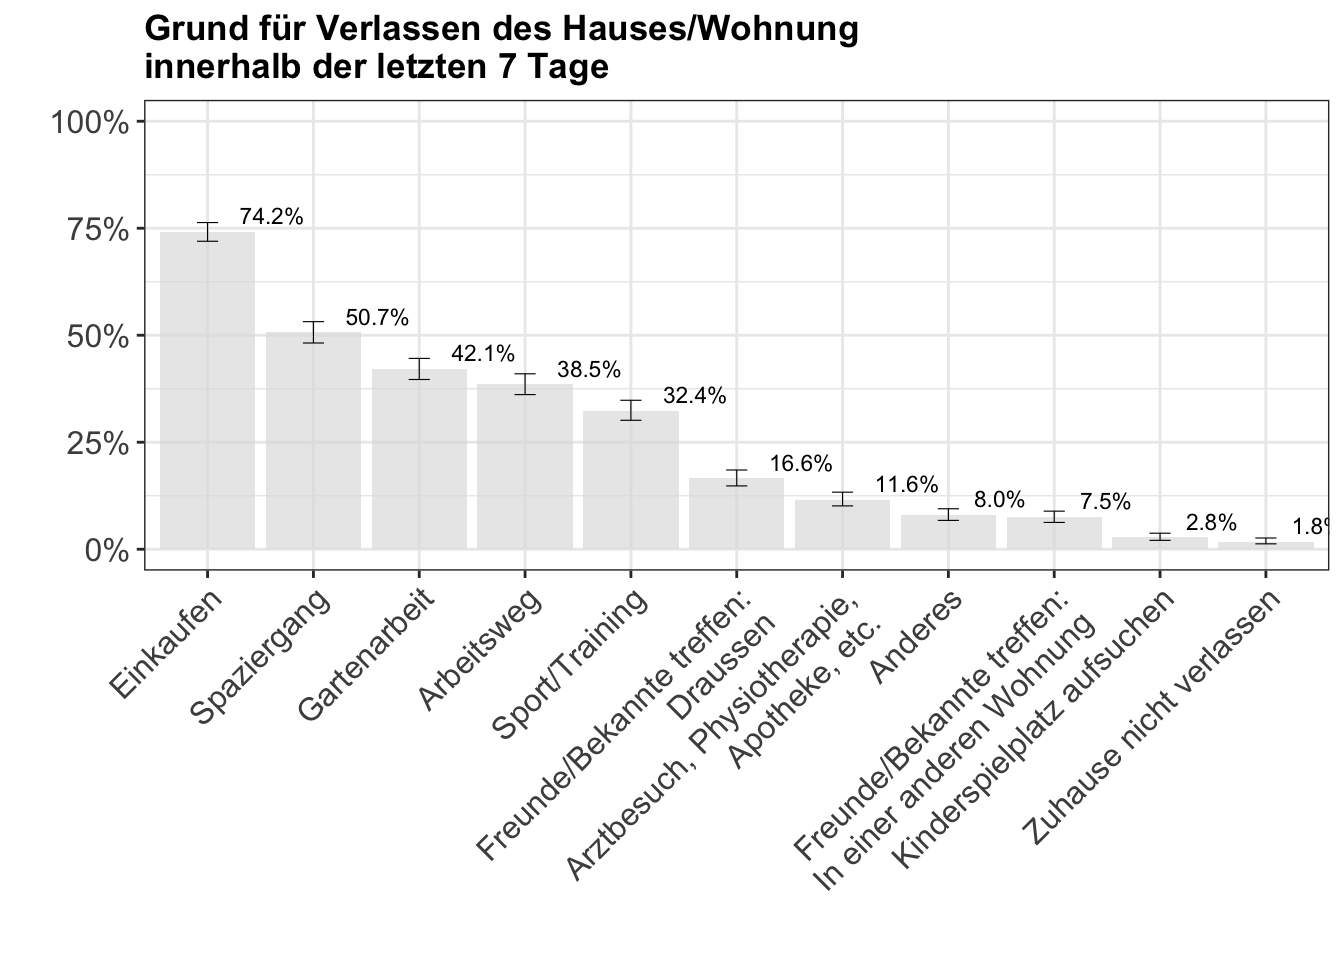 Grund für Verlassen des Hauses/Wohnung
innerhalb der letzten 7 Tage
100%
75%
50%
25%
0%
74.2%
50.7%
42.1%
38.5%
32.4%
16.6%
11.6%
8.0%
7.5%
2.8%
1.8%
Einkaufen
Spaziergang
Gartenarbeit
Arbeitsweg
Sport/Training
Freunde/Bekannte treffen:
Draussen
Arztbesuch, Physiotherapie,
Apotheke, etc.
Anderes
Freunde/Bekannte treffen:
In einer anderen Wohnung
Kinderspielplatz aufsuchen
Zuhause nicht verlassen